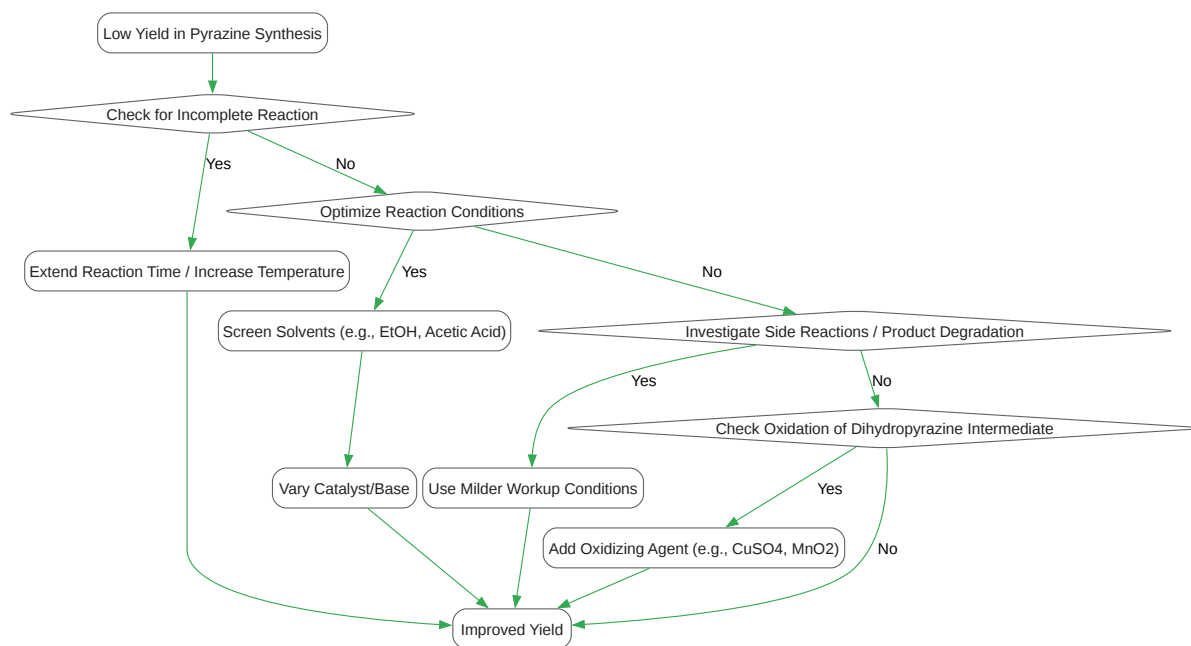 Low Yield in Pyrazine Synthesis
Check for Incomplete Reaction
Yes
No
Optimize Reaction Conditions
Extend Reaction Time / Increase Temperature
Yes
No
Screen Solvents (e.g., EtOH, Acetic Acid)
Investigate Side Reactions / Product Degradation
Yes
No
Check Oxidation of Dihydropyrazine Intermediate
Vary Catalyst/Base
Use Milder Workup Conditions
Yes
No
Add Oxidizing Agent (e.g., CuSO4, MnO2)
Improved Yield